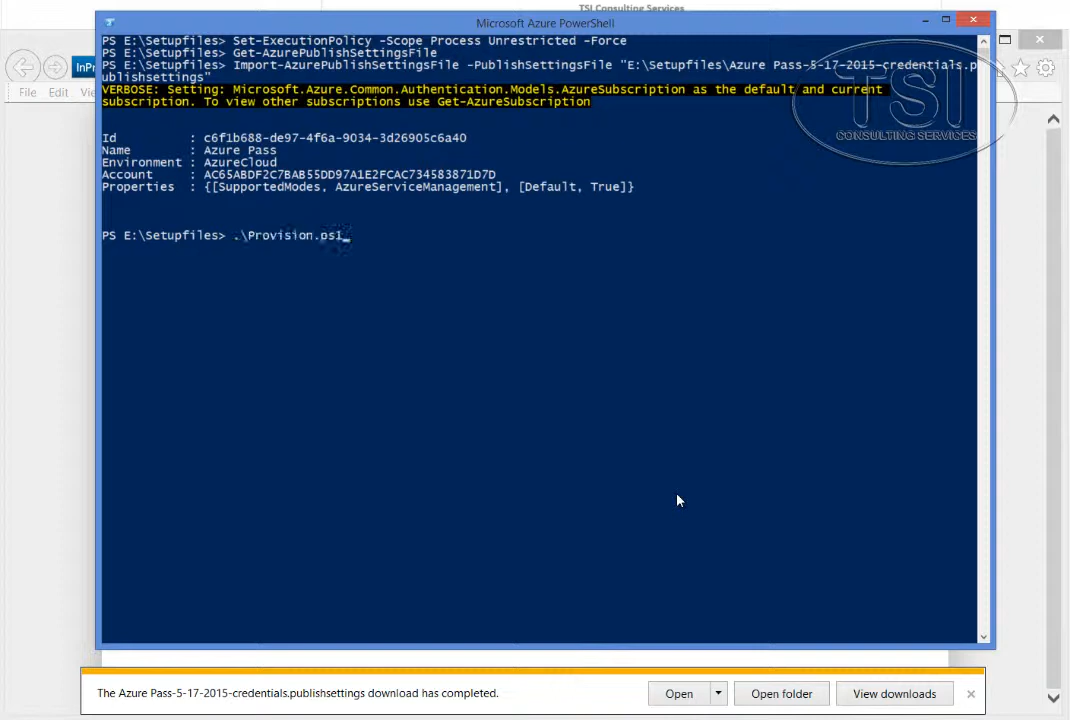 TSI Consulting Services
Microsoft Azure PowerShell
PS E:\Setupfiles> Set-ExecutionPolicy -Scope Process Unrestricted -Force
PS E:\Setupfiles> Get-AzurePublishSettingsFile
PS E:\Setupfiles> Import-AzurePublishSettingsFile -PublishSettingsFile "E:\Setupfiles\Azure Pass-5-17-2015-credentials.p
ublishsettings"
VERBOSE: Setting: Microsoft.Azure.Common.Authentication.Models.AzureSubscription as the default and current
subscription. To view other subscriptions use Get-AzureSubscription
TSI
CONSULTING SERVICES
Id : c6f1b688-de97-4f6a-9034-3d26905c6a40
Name : Azure Pass
Environment : AzureCloud
Account : AC65ABDF2C7BAB55DD97A1E2FCAC734583871D7D
Properties : {[SupportedModes, AzureServiceManagement], [Default, True]}
PS E:\Setupfiles> .\Provision.ps1_
InPr
File Edit Vie
The Azure Pass-5-17-2015-credentials.publishsettings download has completed.
Open
Open folder
View downloads